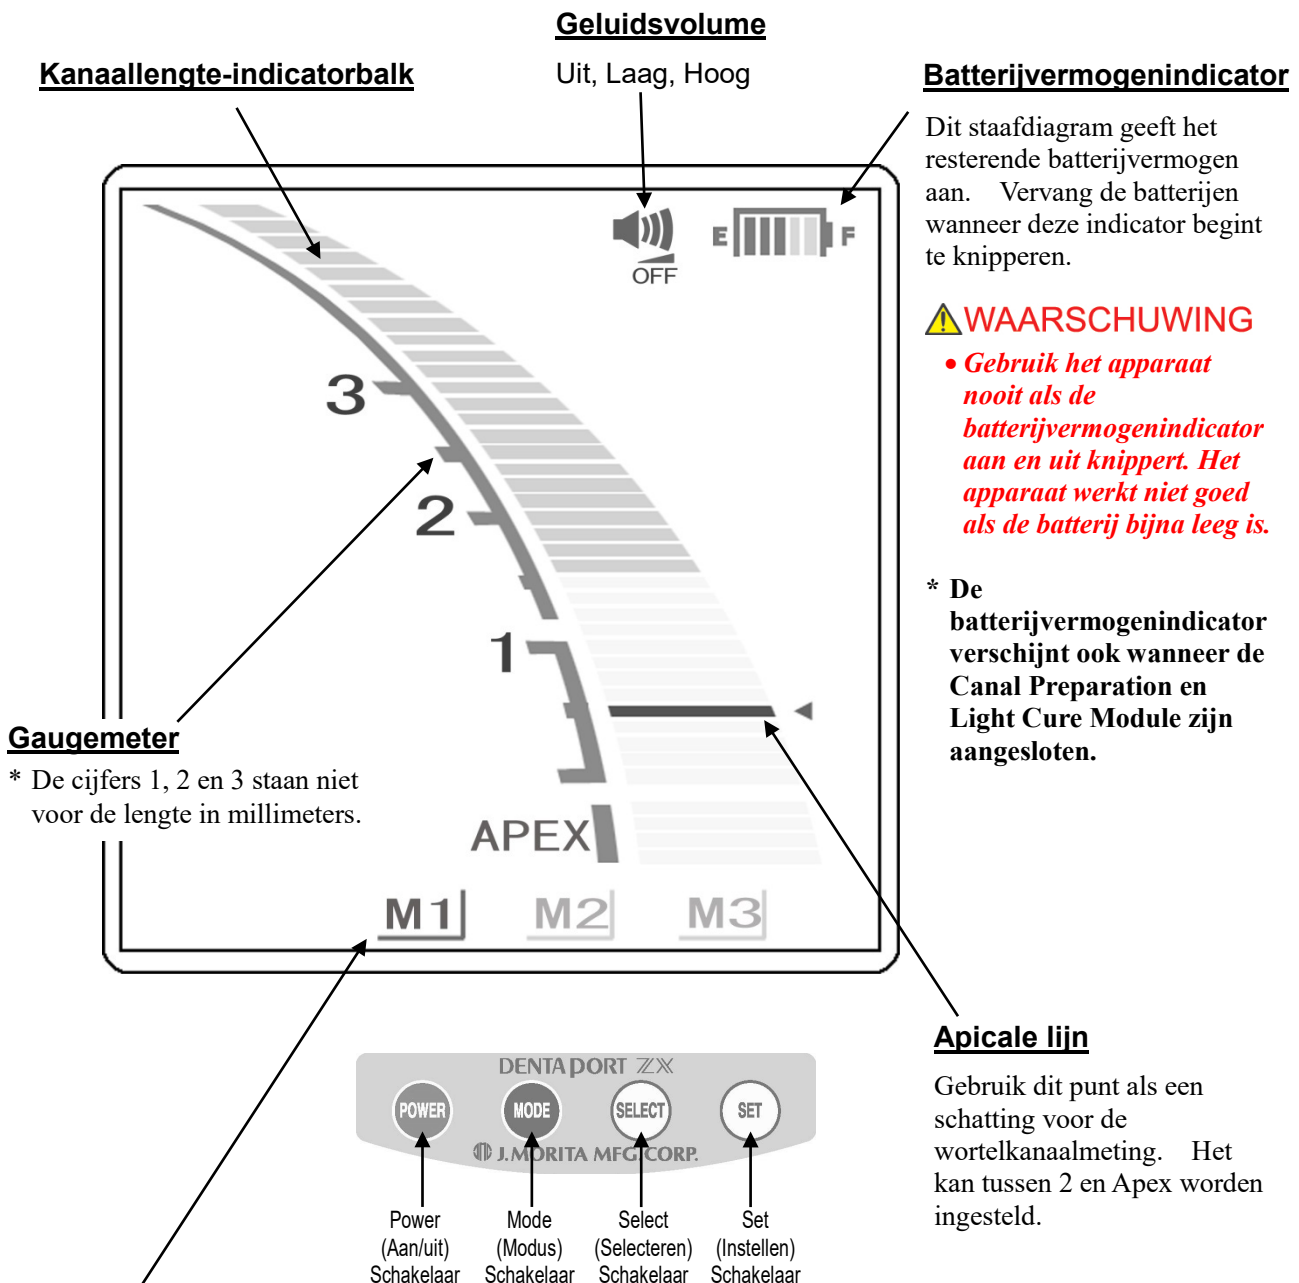 Geluidsvolume
Uit, Laag, Hoog
Kanaallengte-indicatorbalk
Batterijvermogenindicator
Dit staafdiagram geeft het
resterende batterijvermogen
aan. Vervang de batterijen
wanneer deze indicator begint
te knipperen.
WAARSCHUWING
• Gebruik het apparaat
nooit als de
batterijvermogenindicator
aan en uit knippert. Het
apparaat werkt niet goed
als de batterij bijna leeg is.
* De
batterijvermogenindicator
verschijnt ook wanneer de
Canal Preparation en
Light Cure Module zijn
aangesloten.
OFF
E F
3
2
1
APEX
M1 M2 M3
Gaugemeter
* De cijfers 1, 2 en 3 staan niet
voor de lengte in millimeters.
Apicale lijn
Gebruik dit punt als een
schatting voor de
wortelkanaalmeting. Het
kan tussen 2 en Apex worden
ingesteld.
DENTAPORT ZX
POWER MODE SELECT SET
J. MORITA MFG. CORP.
Power
(Aan/uit)
Schakelaar
Mode
(Modus)
Schakelaar
Select
(Selecteren)
Schakelaar
Set
(Instellen)
Schakelaar